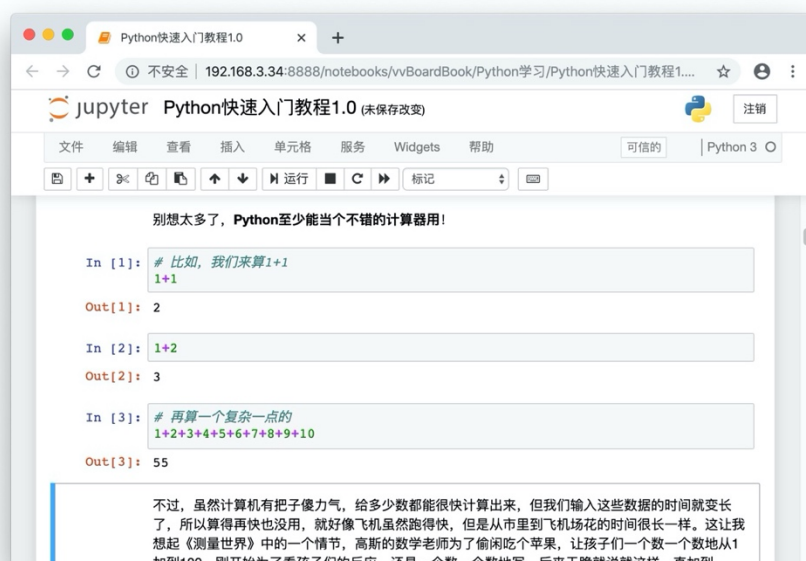 Python快速入门教程1.0
不安全 192.168.3.34:8888/notebooks/vvBoardBook/Python学习/Python快速入门教程1....
jupyter Python快速入门教程1.0 (未保存改变) 注销
文件 编辑 查看 插入 单元格 服务 Widgets 帮助 可信的 Python 3
运行 标记
别想太多了，Python至少能当个不错的计算器用！
In [1]: # 比如，我们来算1+1
1+1
Out[1]: 2
In [2]: 1+2
Out[2]: 3
In [3]: # 再算一个复杂一点的
1+2+3+4+5+6+7+8+9+10
Out[3]: 55
不过，虽然计算机有把子傻力气，给多少数都能很快计算出来，但我们输入这些数据的时间就变长
了，所以算得再快也没用，就好像飞机虽然跑得快，但是从市里到飞机场花的时间很长一样。这让我
想起《测量世界》中的一个情节，高斯的数学老师为了偷闲吃个苹果，让孩子们一个数一个数地从1